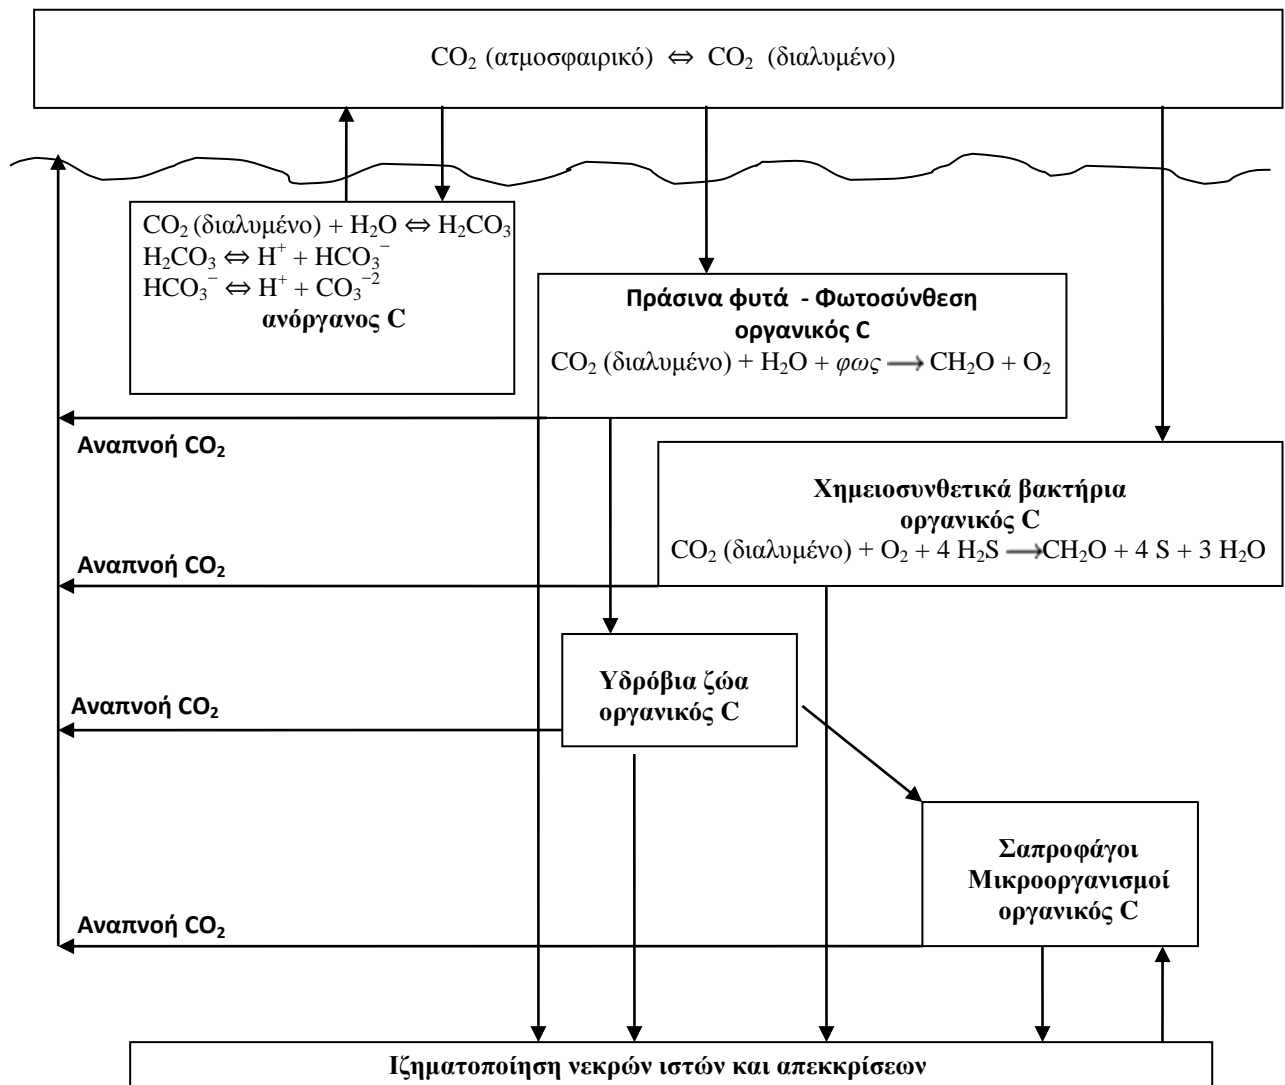 CO₂ (ατμοσφαιρικό) ⇔ CO₂ (διαλυμένο)
CO₂ (διαλυμένο) + H₂O ⇔ H₂CO₃
H₂CO₃ ⇔ H⁺ + HCO₃⁻
HCO₃⁻ ⇔ H⁺ + CO₃⁻²
ανόργανος C
Πράσινα φυτά - Φωτοσύνθεση
οργανικός C
CO₂ (διαλυμένο) + H₂O + φως ⟶ CH₂O + O₂
Αναπνοή CO₂
Χημειοσυνθετικά βακτήρια
οργανικός C
CO₂ (διαλυμένο) + O₂ + 4 H₂S ⟶CH₂O + 4 S + 3 H₂O
Αναπνοή CO₂
Υδρόβια ζώα
οργανικός C
Αναπνοή CO₂
Σαπροφάγοι
Μικροοργανισμοί
οργανικός C
Αναπνοή CO₂
Ιζηματοποίηση νεκρών ιστών και απεκκρίσεων